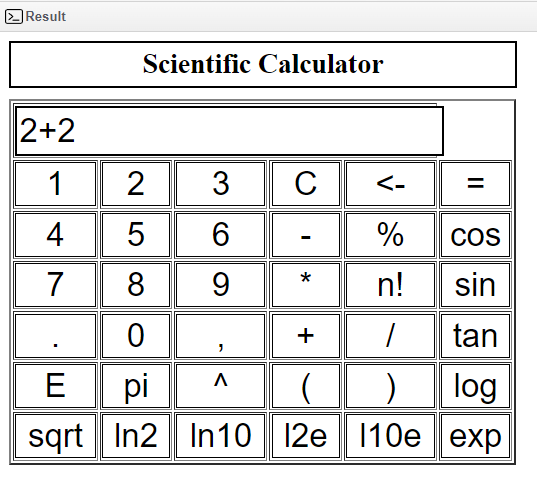 Result
Scientific Calculator
2+2
1 2 3 C <- =
4 5 6 - % cos
7 8 9 * n! sin
. 0 , + / tan
E pi ^ ( ) log
sqrt ln2 ln10 l2e l10e exp